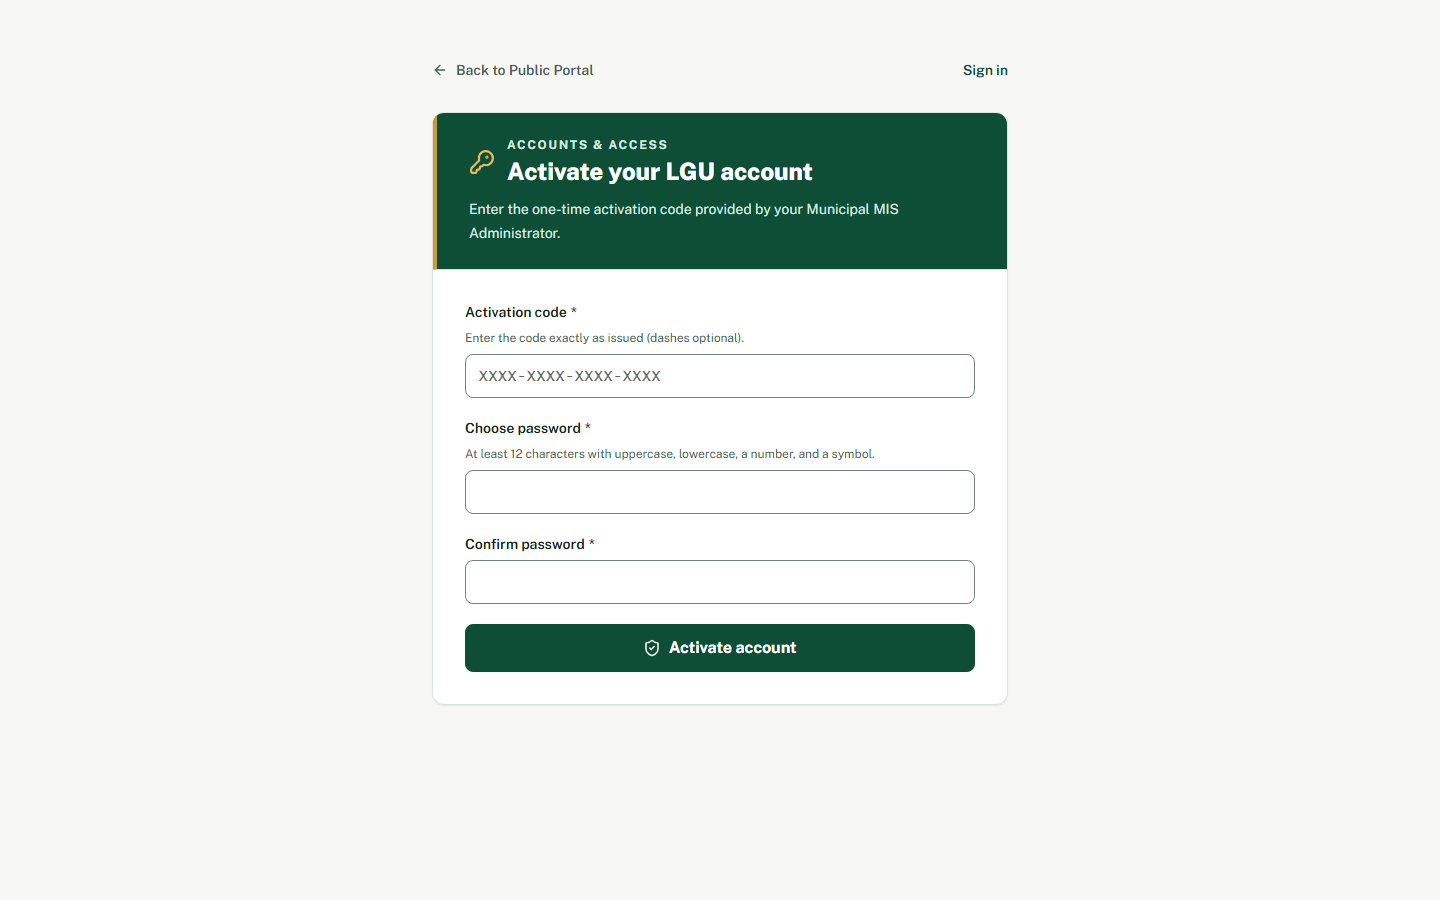 Back to Public Portal
Sign in
ACCOUNTS & ACCESS
Activate your LGU account
Enter the one-time activation code provided by your Municipal MIS
Administrator.
Activation code *
Enter the code exactly as issued (dashes optional).
XXXX-XXXX-XXXX-XXXX
Choose password *
At least 12 characters with uppercase, lowercase, a number, and a symbol.
Confirm password *
Activate account